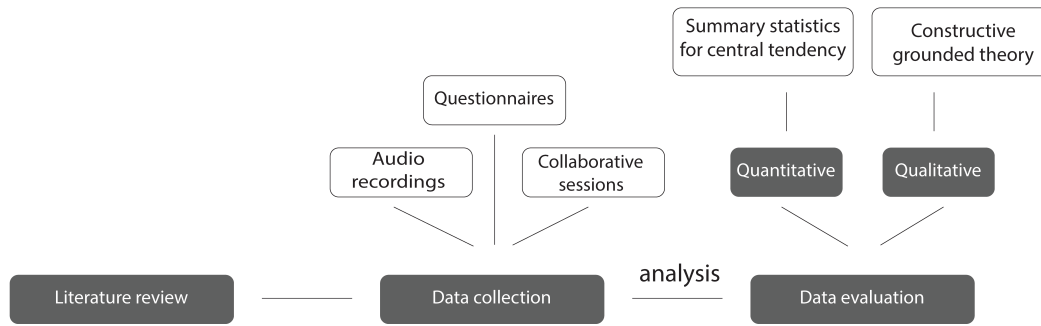 Summary statistics
for central tendency
Constructive
grounded theory
Questionnaires
Audio
recordings
Collaborative
sessions
Quantitative
Qualitative
analysis
Literature review
Data collection
Data evaluation